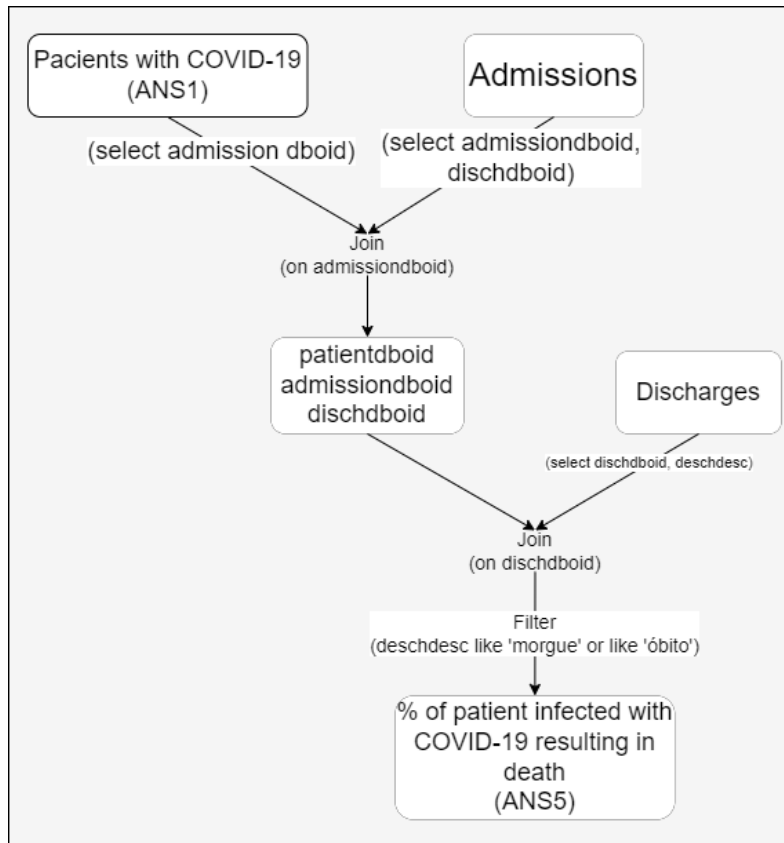 Pacients with COVID-19
(ANS1)
Admissions
(select admission dboid)
(select admissiondboid,
dischdboid)
Join
(on admissiondboid)
patientdboid
admissiondboid
dischdboid
Discharges
(select dischdboid, deschdesc)
Join
(on dischdboid)
Filter
(deschdesc like 'morgue' or like 'óbito')
% of patient infected with
COVID-19 resulting in
death
(ANS5)